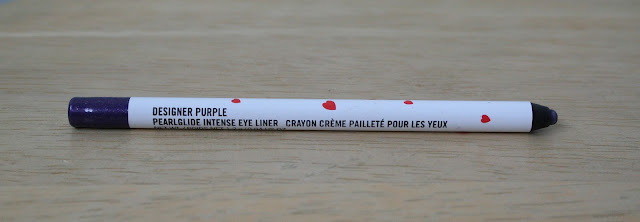 DESIGNER PURPLE
PEARLGLIDE INTENSE EYE LINER CRAYON CRÈME PAILLETÉ POUR LES YEUX